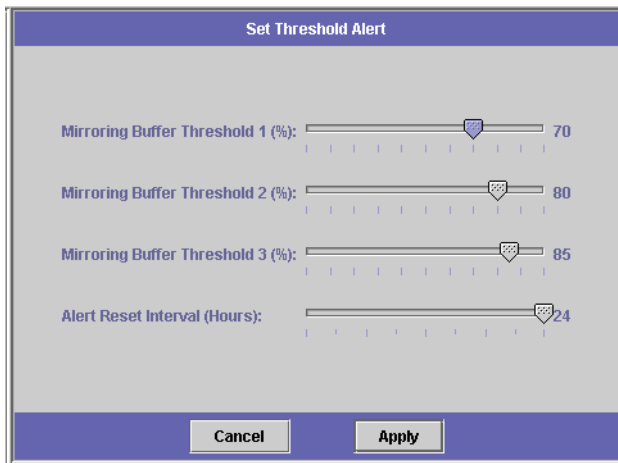 Set Threshold Alert
Mirroring Buffer Threshold 1 (%): 70
Mirroring Buffer Threshold 2 (%): 80
Mirroring Buffer Threshold 3 (%): 85
Alert Reset Interval (Hours): 24
Cancel Apply